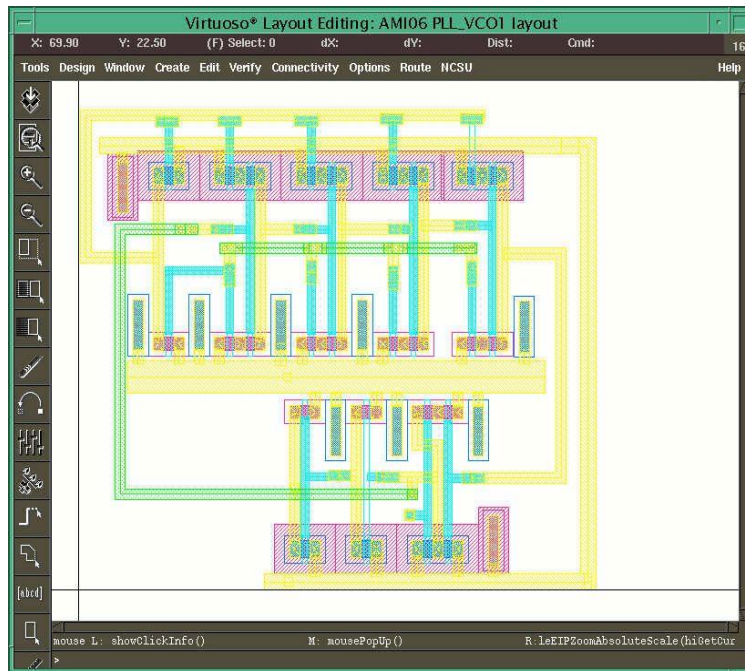 Virtuoso® Layout Editing: AMI06 PLL_VCO1 layout
X: 69.90 Y: 22.50 (F) Select: 0 dX: dY: Dist: Cmd: 16
Tools Design Window Create Edit Verify Connectivity Options Route NCSU Help
[abcd]
mouse L: showClickInfo() M: mousePopUp() R:leEIPZoomAbsoluteScale(hiGetCur
>